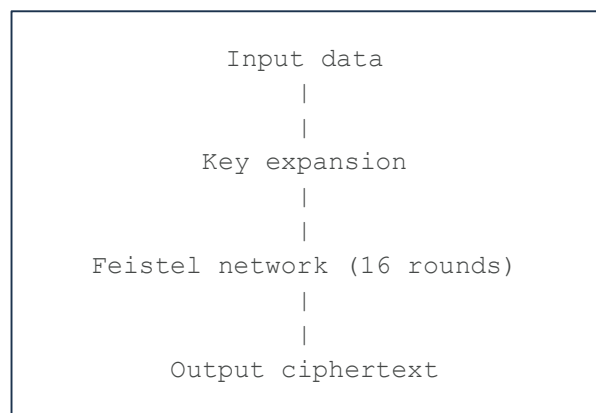 Input data
|
|
Key expansion
|
|
Feistel network (16 rounds)
|
|
Output ciphertext